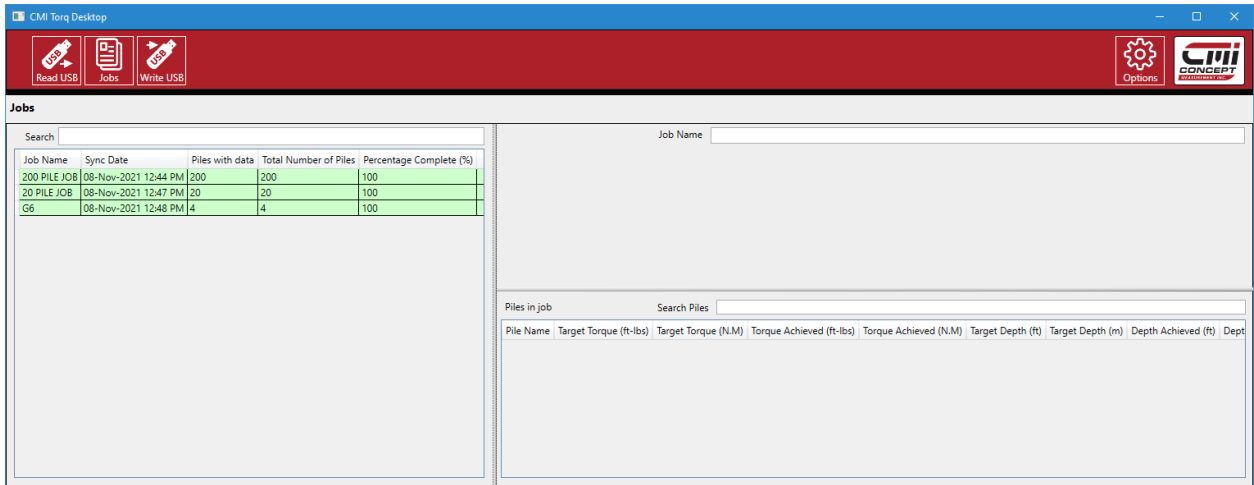 CMI Torq Desktop
USB USB
Read USB Jobs Write USB Options
CMI
CONCEPT
MEASUREMENT INC.
Jobs
Search
Job Name Sync Date Piles with data Total Number of Piles Percentage Complete (%)
200 PILE JOB 08-Nov-2021 12:44 PM 200 200 100
20 PILE JOB 08-Nov-2021 12:47 PM 20 20 100
G6 08-Nov-2021 12:48 PM 4 4 100
Job Name
Piles in job Search Piles
Pile Name Target Torque (ft-lbs) Target Torque (N.M) Torque Achieved (ft-lbs) Torque Achieved (N.M) Target Depth (ft) Target Depth (m) Depth Achieved (ft) Dept